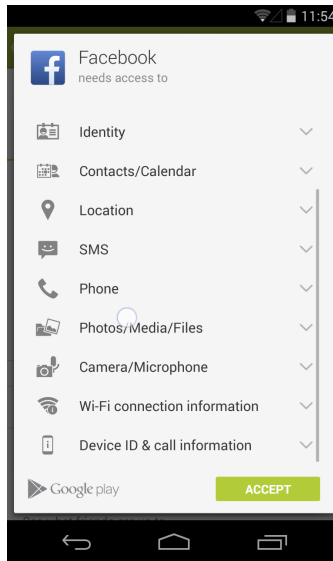 11:54
Facebook
needs access to
Identity
Contacts/Calendar
Location
SMS
Phone
Photos/Media/Files
Camera/Microphone
Wi-Fi connection information
Device ID & call information
Google play
ACCEPT